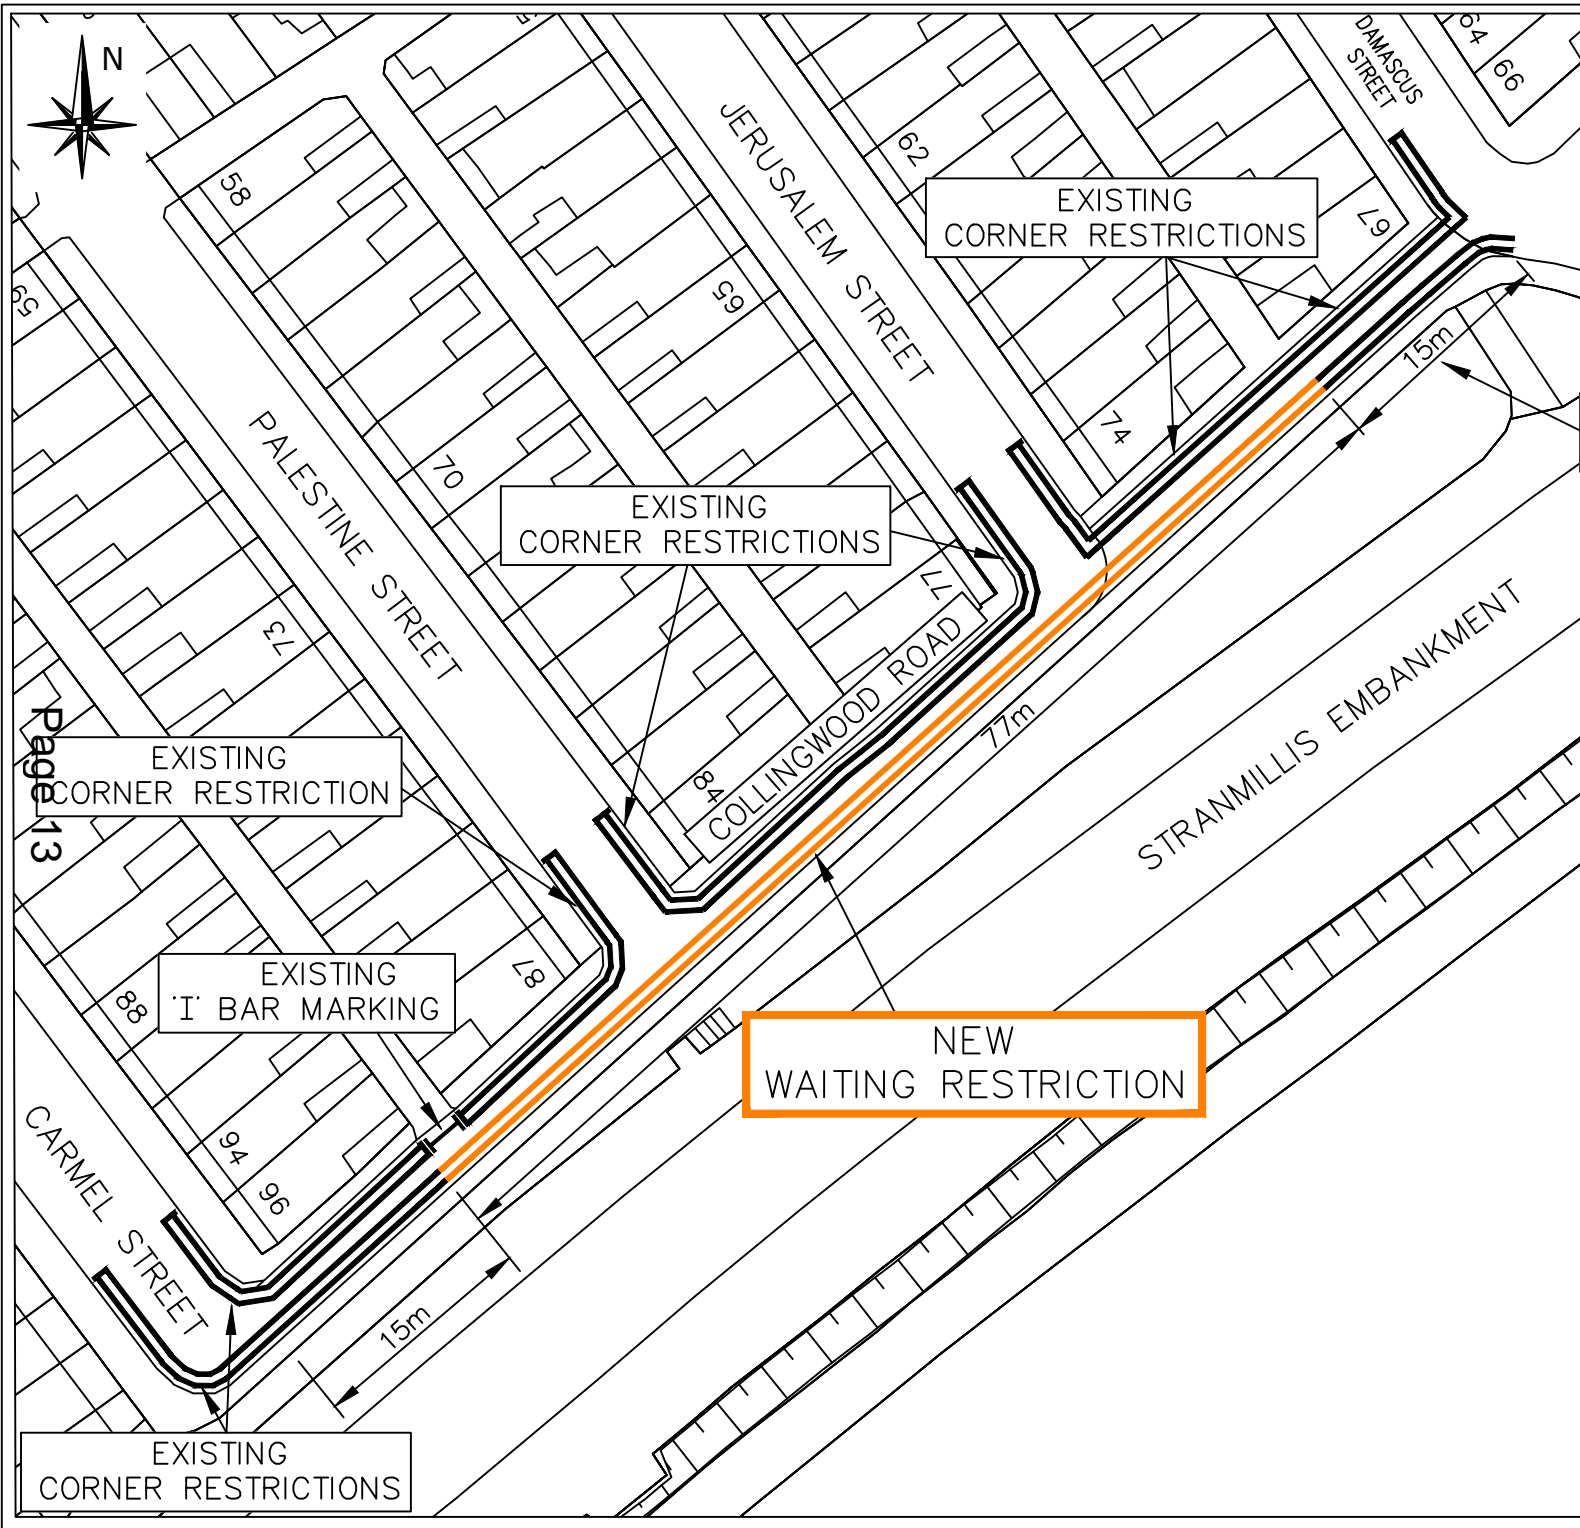 N
DAMASCUS
STREET
64
66
58
JERUSALEM STREET
62
EXISTING
CORNER RESTRICTIONS
67
59
65
15m
PALESTINE STREET
70
74
EXISTING
CORNER RESTRICTIONS
77
73
COLLINGWOOD ROAD
77m
STRANMILLIS EMBANKMENT
Page 13
EXISTING
CORNER RESTRICTION
84
EXISTING
'I' BAR MARKING
87
88
NEW
WAITING RESTRICTION
CARMEL STREET
94
96
15m
EXISTING
CORNER RESTRICTIONS